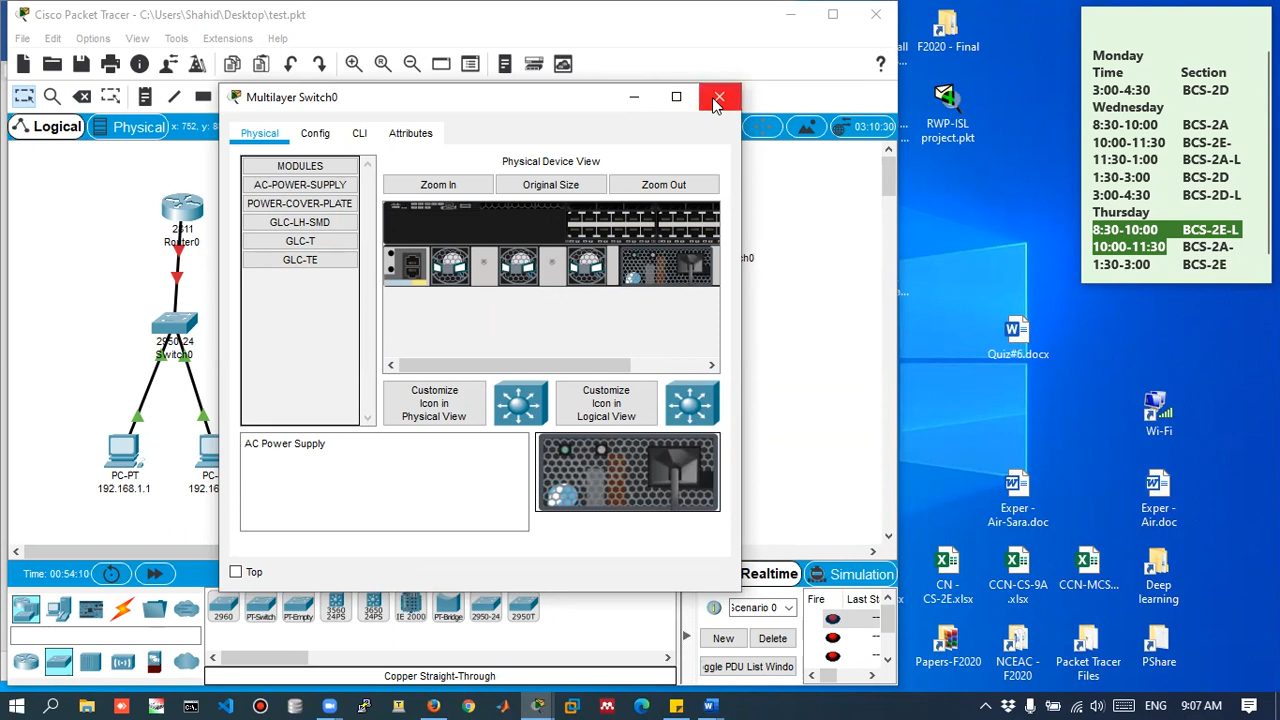 Cisco Packet Tracer - C:\Users\Shahid\Desktop\test.pkt
File Edit Options View Tools Extensions Help
Logical
Physical x: 752, y: 8
03:10:30
Multilayer Switch0
Physical Config CLI Attributes
MODULES
AC-POWER-SUPPLY
POWER-COVER-PLATE
GLC-LH-SMD
GLC-T
GLC-TE
Physical Device View
Zoom In Original Size Zoom Out
Customize Icon in Physical View
Customize Icon in Logical View
AC Power Supply
Top
2811
Router0
2950-24
Switch0
PC-PT
192.168.1.1
PC-
192.16
ch0
Time: 00:54:10
Realtime
Simulation
2960
PT-Switch
PT-Empty
3560
24PS
3650
24PS
IE 2000
PT-Bridge
2950-24
2950T
Copper Straight-Through
Scenario 0
New Delete
ggle PDU List Windo
Fire Last St
--
--
--
F2020 - Final
RWP-ISL
project.pkt
Quiz#6.docx
Wi-Fi
Exper -
Air-Sara.doc
Exper -
Air.doc
CN -
CS-2E.xlsx
CCN-CS-9A
.xlsx
CCN-MCS...
Deep
learning
Papers-F2020
NCEAC -
F2020
Packet Tracer
Files
PShare
Monday
Time Section
3:00-4:30 BCS-2D
Wednesday
8:30-10:00 BCS-2A
10:00-11:30 BCS-2E-
11:30-1:00 BCS-2A-L
1:30-3:00 BCS-2D
3:00-4:30 BCS-2D-L
Thursday
8:30-10:00 BCS-2E-L
10:00-11:30 BCS-2A-
1:30-3:00 BCS-2E
ENG 9:07 AM